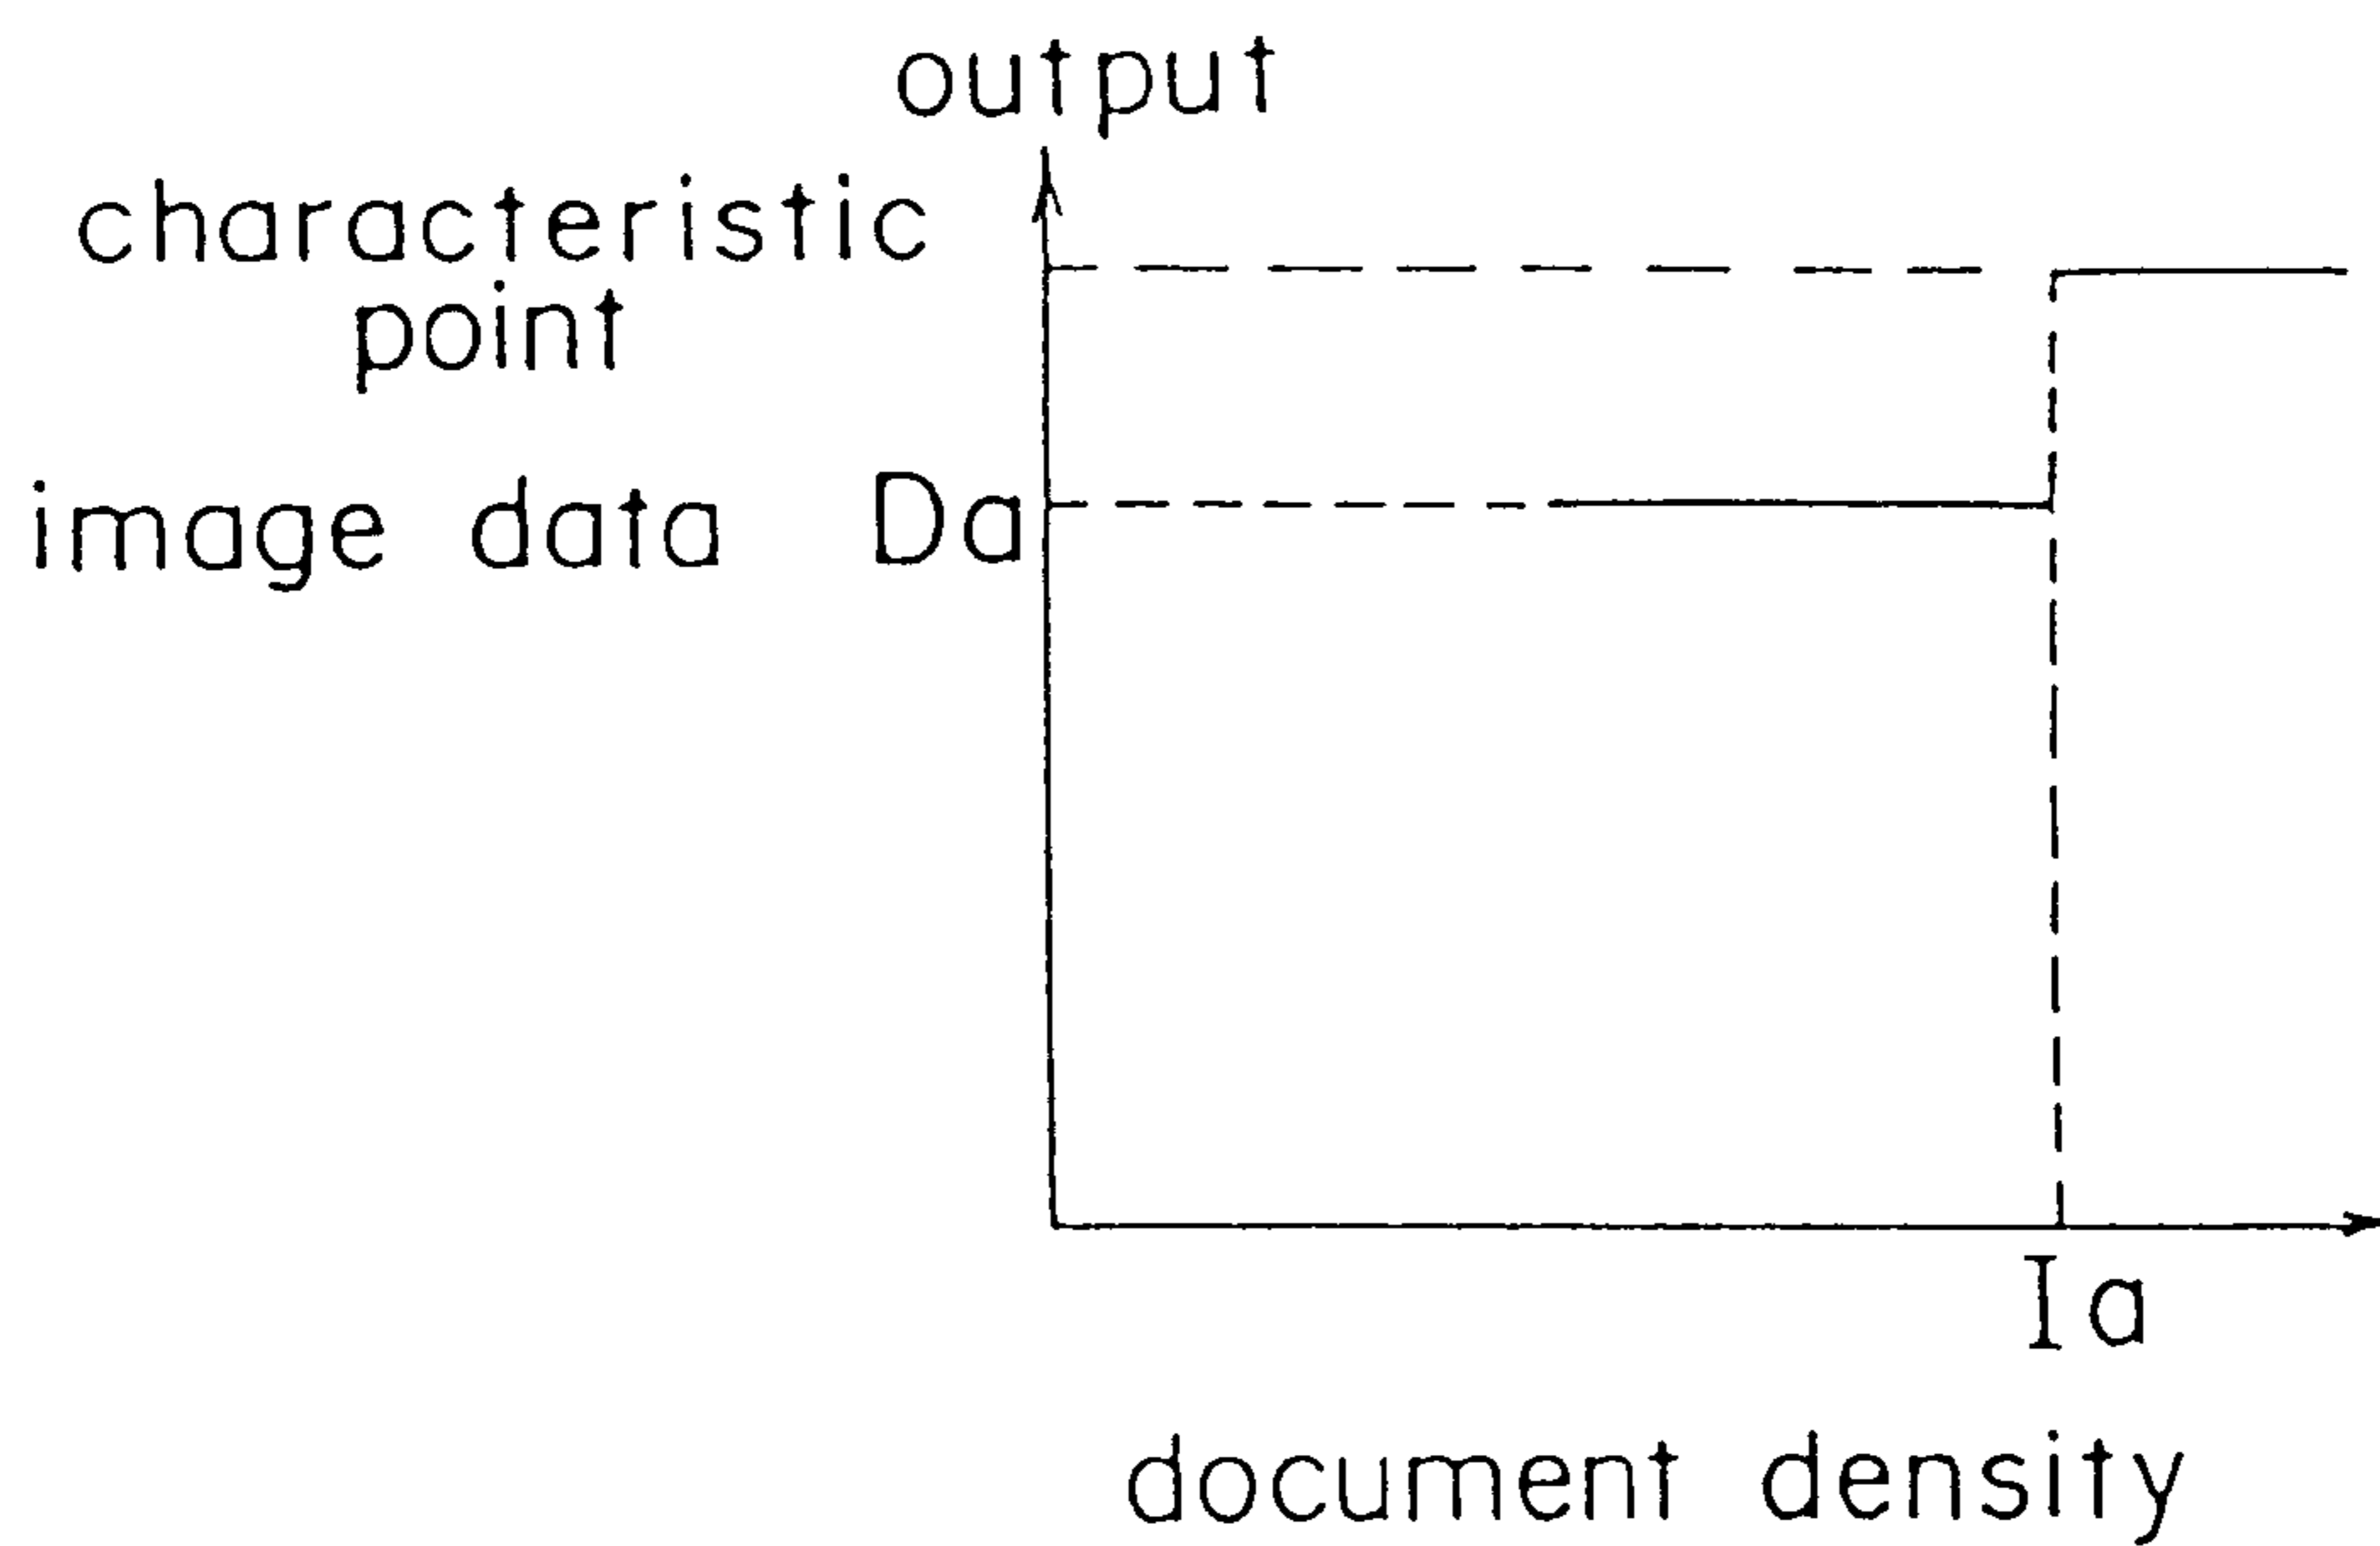 output
characteristic
point
image data Da
Ia
document density